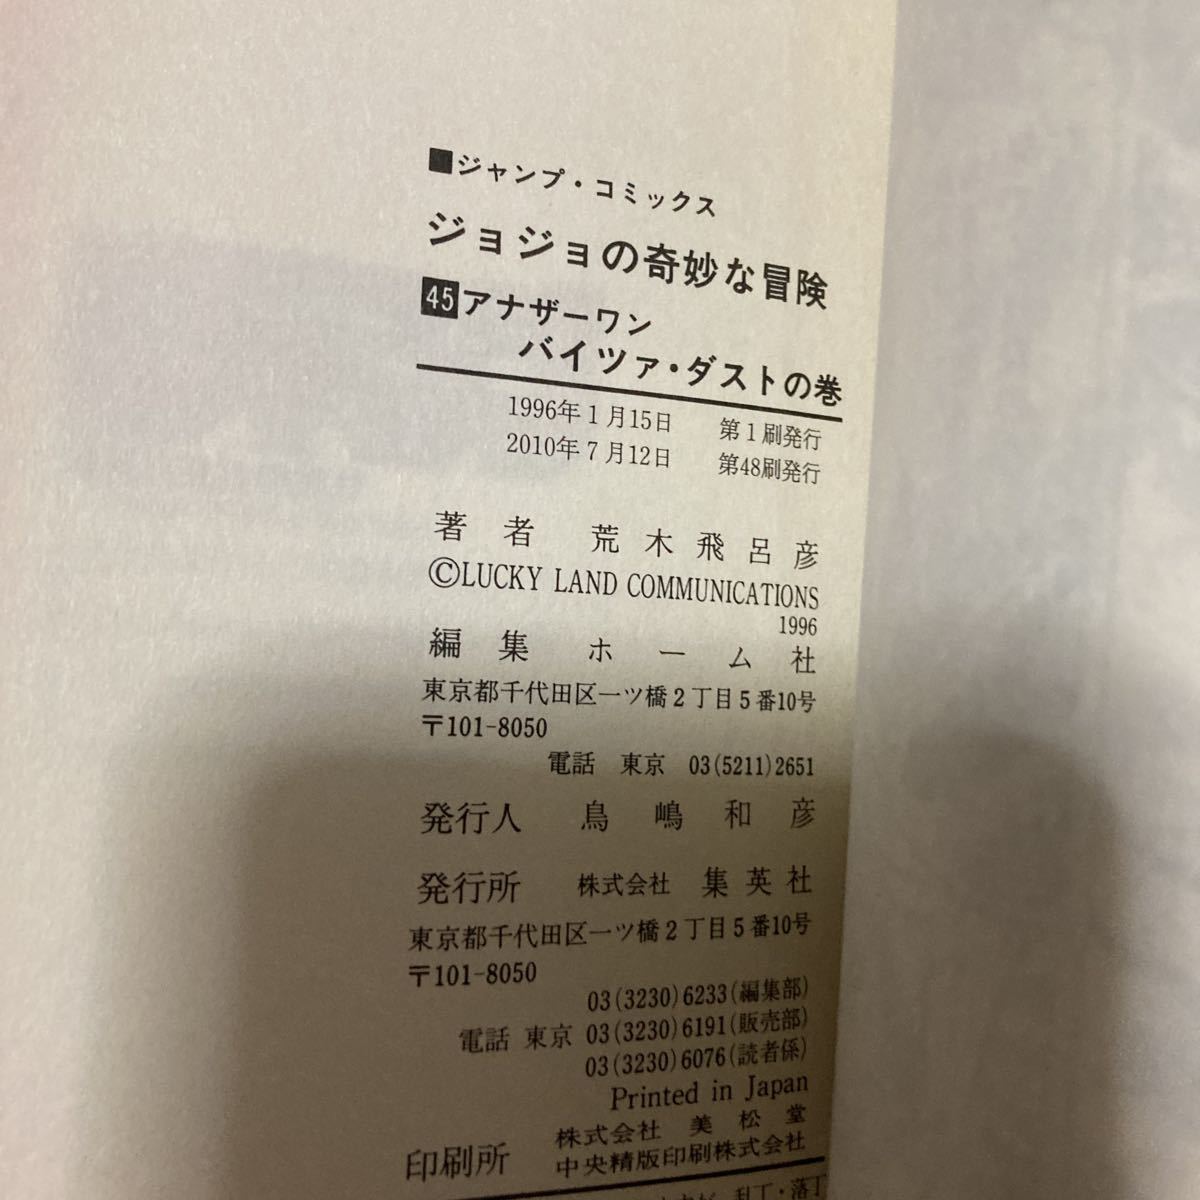 ■ジャンプ・コミックス
ジョジョの奇妙な冒険
45アナザーワン
バイツァ・ダストの巻
1996年1月15日 第1刷発行
2010年7月12日 第48刷発行
著者 荒木飛呂彦
©LUCKY LAND COMMUNICATIONS
1996
編集 ホーム社
東京都千代田区一ツ橋2丁目5番10号
〒101-8050
電話 東京 03(5211)2651
発行人 鳥嶋和彦
発行所 株式会社 集英社
東京都千代田区一ツ橋2丁目5番10号
〒101-8050
03(3230)6233(編集部)
電話 東京 03(3230)6191(販売部)
03(3230)6076(読者係)
Printed in Japan
株式会社 美松堂
印刷所 中央精版印刷株式会社
乱丁・落丁